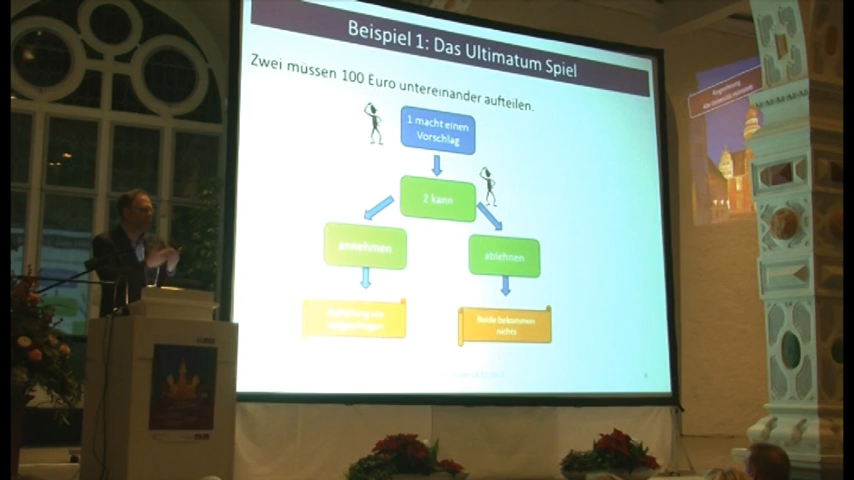 Beispiel 1: Das Ultimatum Spiel
Zwei müssen 100 Euro untereinander aufteilen.
1 macht einen
Vorschlag
2 kann
annehmen
ablehnen
Beide bekommen
nichts